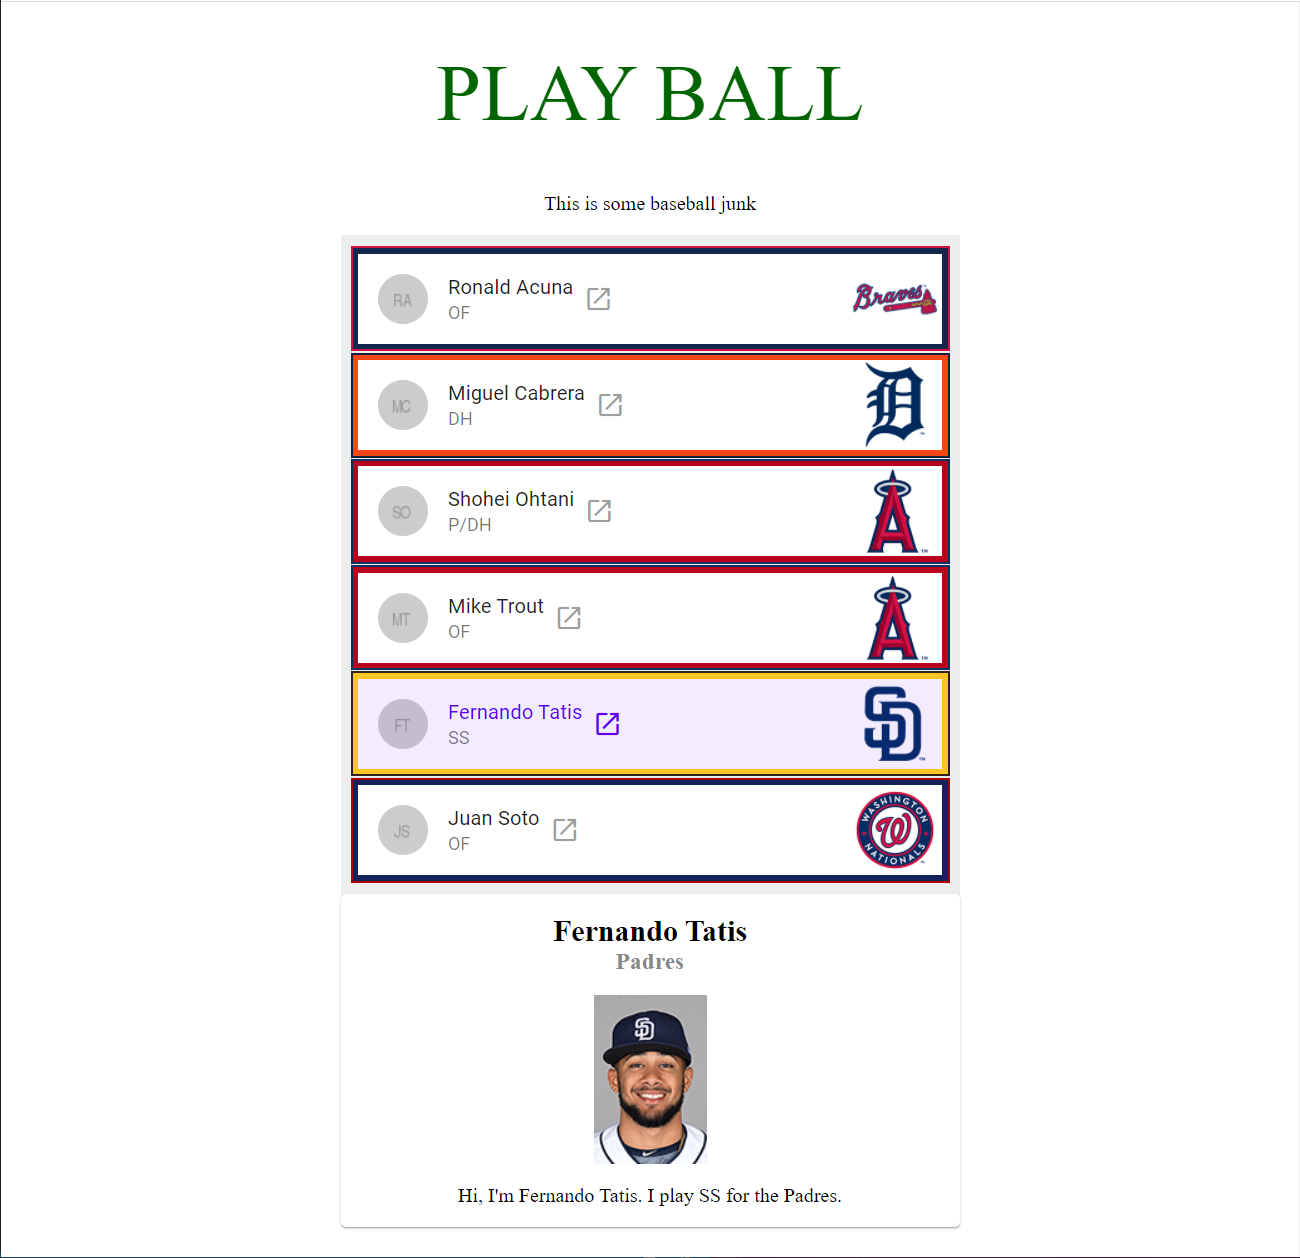 PLAY BALL
This is some baseball junk
RA
Ronald Acuna
OF
Braves
MC
Miguel Cabrera
DH
D
SO
Shohei Ohtani
P/DH
A
MT
Mike Trout
OF
A
FT
Fernando Tatis
SS
SD
JS
Juan Soto
OF
WASHINGTON
W
NATIONALS
Fernando Tatis
Padres
SD
Hi, I'm Fernando Tatis. I play SS for the Padres.